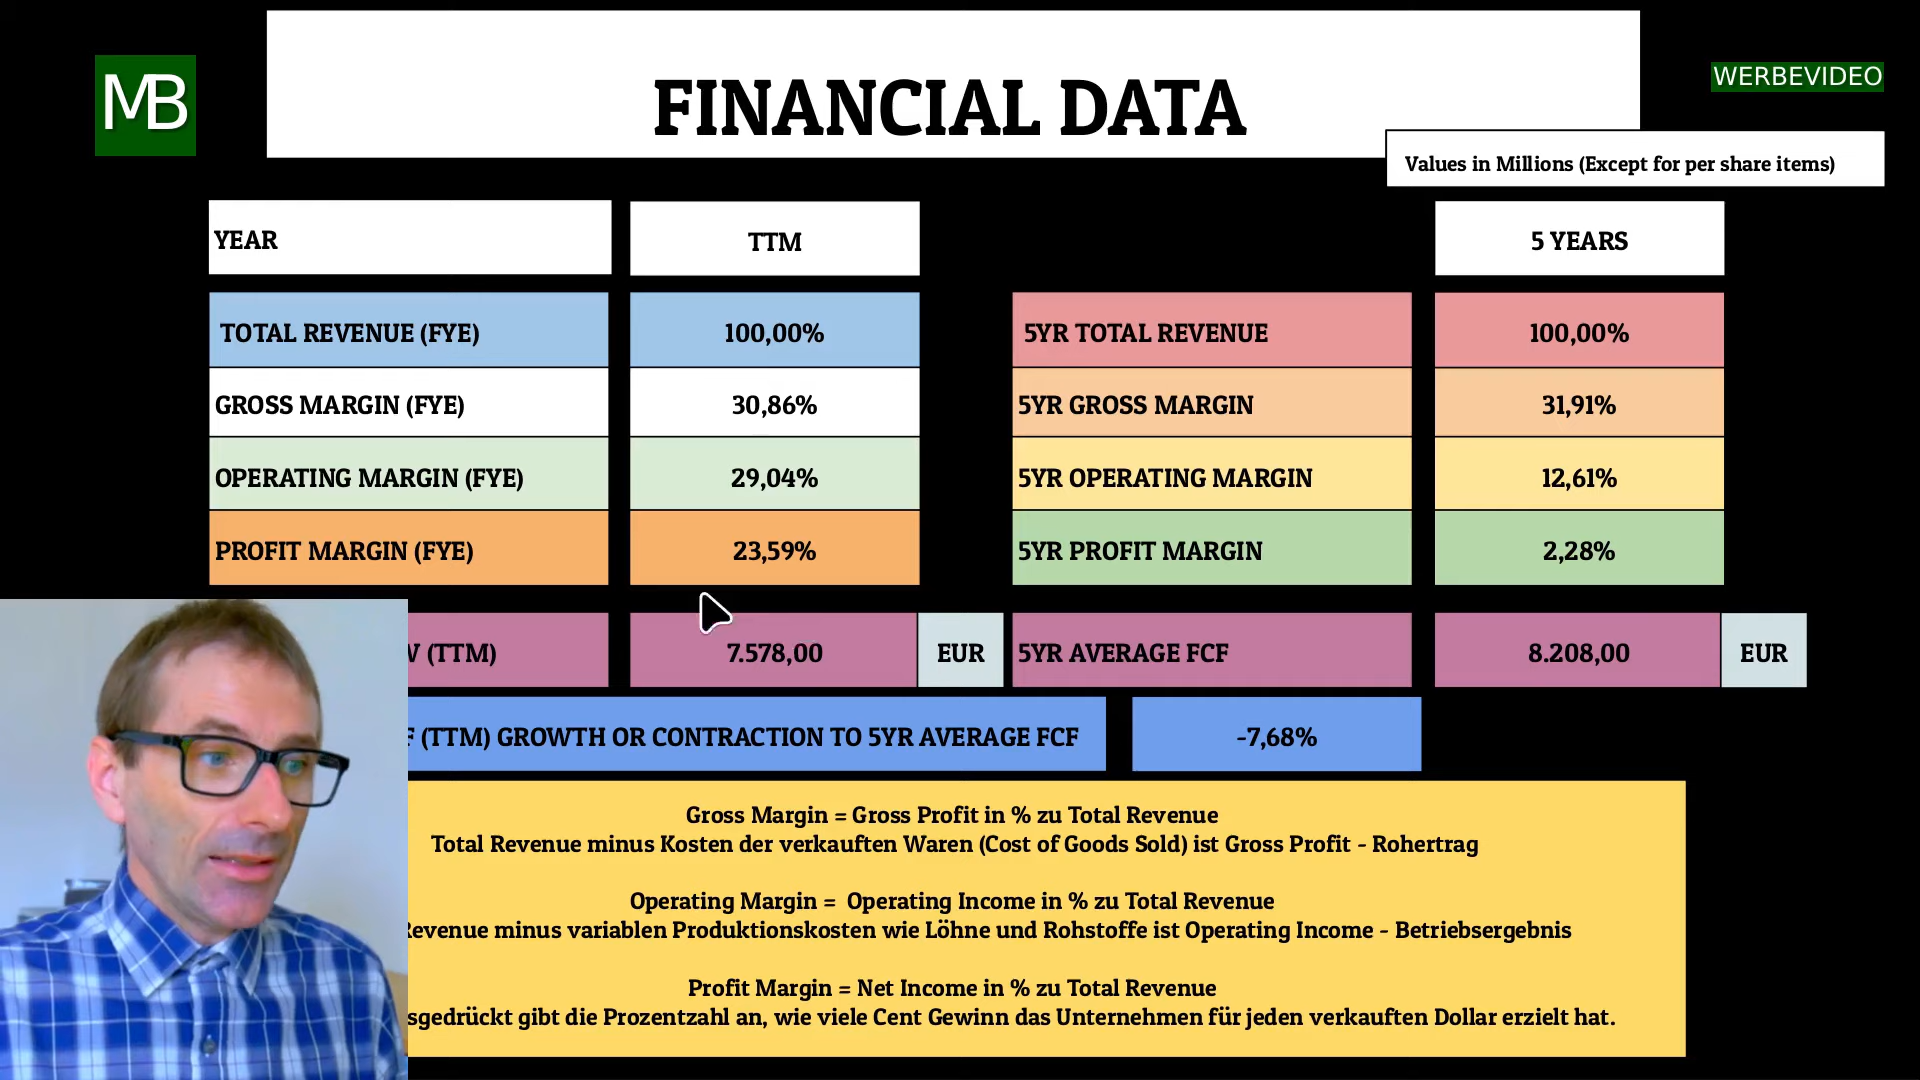 MB
FINANCIAL DATA
WERBEVIDEO
Values in Millions (Except for per share items)
YEAR
TTM
5 YEARS
TOTAL REVENUE (FYE)
100,00%
5YR TOTAL REVENUE
100,00%
GROSS MARGIN (FYE)
30,86%
5YR GROSS MARGIN
31,91%
OPERATING MARGIN (FYE)
29,04%
5YR OPERATING MARGIN
12,61%
PROFIT MARGIN (FYE)
23,59%
5YR PROFIT MARGIN
2,28%
(TTM)
7.578,00
EUR
5YR AVERAGE FCF
8.208,00
EUR
(TTM) GROWTH OR CONTRACTION TO 5YR AVERAGE FCF
-7,68%
Gross Margin = Gross Profit in % zu Total Revenue
Total Revenue minus Kosten der verkauften Waren (Cost of Goods Sold) ist Gross Profit - Rohertrag
Operating Margin = Operating Income in % zu Total Revenue
Revenue minus variablen Produktionskosten wie Löhne und Rohstoffe ist Operating Income - Betriebsergebnis
Profit Margin = Net Income in % zu Total Revenue
sgedrückt gibt die Prozentzahl an, wie viele Cent Gewinn das Unternehmen für jeden verkauften Dollar erzielt hat.